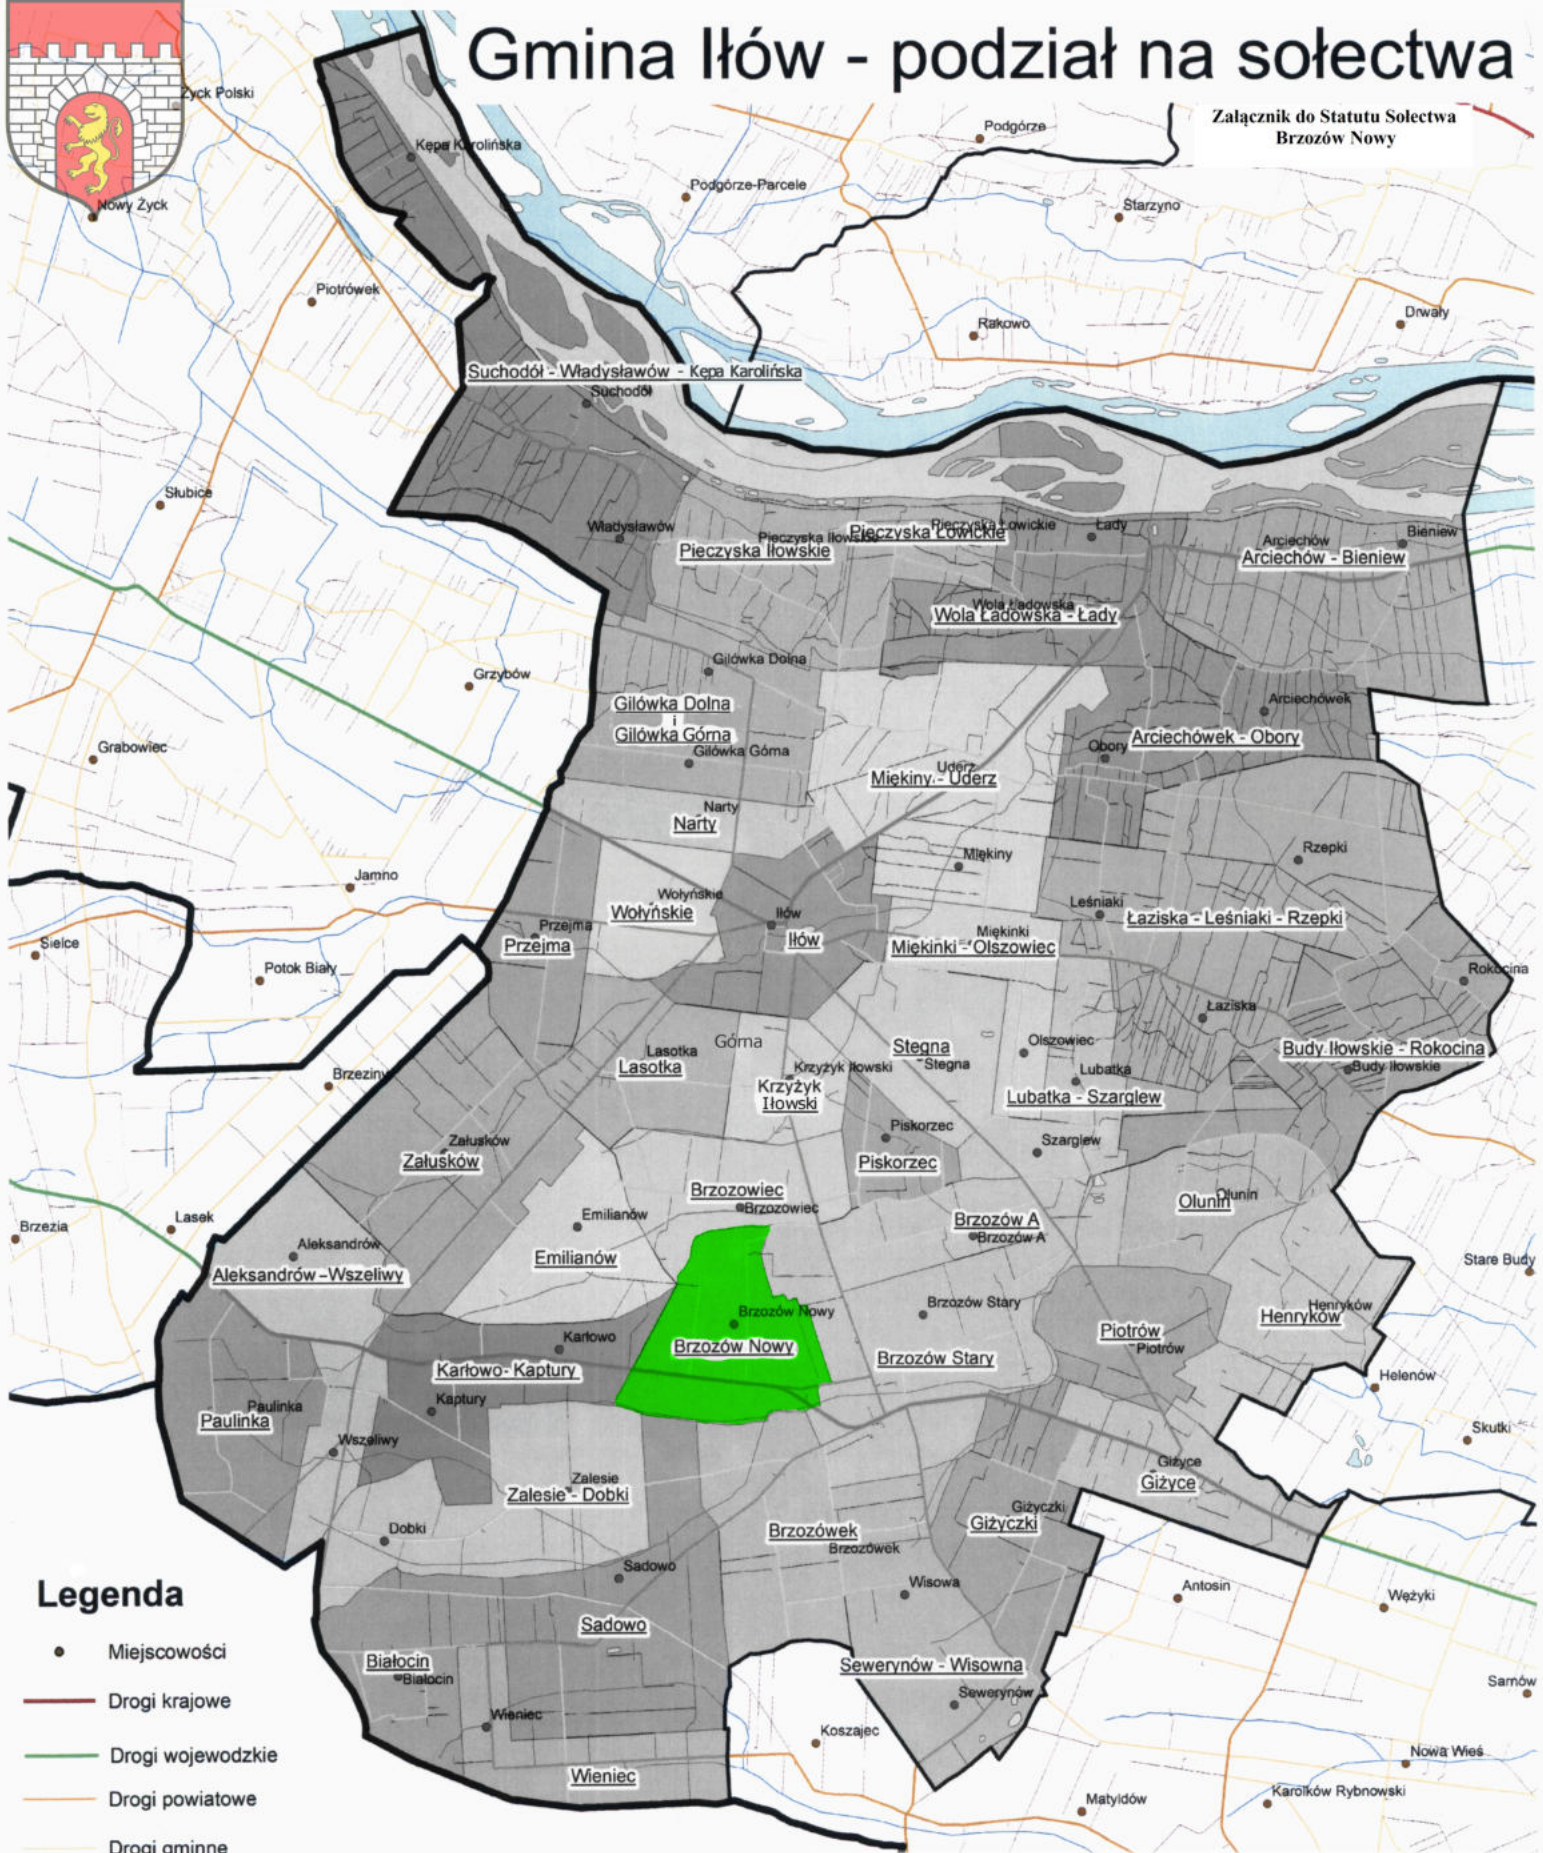 Gmina Iłów - podział na sołectwa
Załącznik do Statutu Sołectwa
Brzozów Nowy
Życk Polski
Nowy Życk
Kępa Karolińska
Podgórze
Podgórze-Parcele
Starzyno
Piotrówek
Rakowo
Drwały
Suchodół - Władysławów - Kępa Karolińska
Suchodół
Słubice
Władysławów
Pieczyska Iłowskie
Pieczyska Iłowskie
Pieczyska Łowickie
Pieczyska Łowickie
Łady
Arciechów
Bieniew
Arciechów - Bieniew
Wola Ładowska
Wola Ładowska - Łady
Gilówka Dolna
Grzybów
Gilówka Dolna
i
Gilówka Górna
Gilówka Górna
Arciechówek
Arciechówek - Obory
Obory
Grabowiec
Uderz
Miękiny - Uderz
Narty
Narty
Miękiny
Rzepki
Jamno
Wołyńskie
Wołyńskie
Iłów
Iłów
Leśniaki
Łaziska - Leśniaki - Rzepki
Przejma
Przejma
Miękinki
Miękinki - Olszowiec
Sielce
Potok Biały
Rokocina
Łaziska
Górna
Lasotka
Lasotka
Stegna
Stegna
Olszowiec
Budy Iłowskie - Rokocina
Budy Iłowskie
Brzeziny
Krzyżyk Iłowski
Krzyżyk
Iłowski
Lubatka
Lubatka - Szarglew
Piskorzec
Piskorzec
Szarglew
Załusków
Załusków
Brzozowiec
Brzozowiec
Olunin
Olunin
Brzezia
Lasek
Emilianów
Emilianów
Brzozów A
Brzozów A
Aleksandrów
Aleksandrów - Wszeliwy
Stare Budy
Brzozów Nowy
Brzozów Nowy
Brzozów Stary
Brzozów Stary
Henryków
Henryków
Piotrów
Piotrów
Karłowo
Karłowo- Kaptury
Kaptury
Helenów
Paulinka
Paulinka
Wszeliwy
Skutki
Giżyce
Giżyce
Zalesie
Zalesie - Dobki
Dobki
Giżyczki
Giżyczki
Brzozówek
Brzozówek
Sadowo
Sadowo
Wisowa
Antosin
Wężyki
Białocin
Białocin
Sewerynów - Wisowna
Sewerynów
Sarnów
Wieniec
Wieniec
Koszajec
Nowa Wieś
Matyldów
Karolków Rybnowski
Legenda
Miejscowości
Drogi krajowe
Drogi wojewodzkie
Drogi powiatowe
Drogi gminne